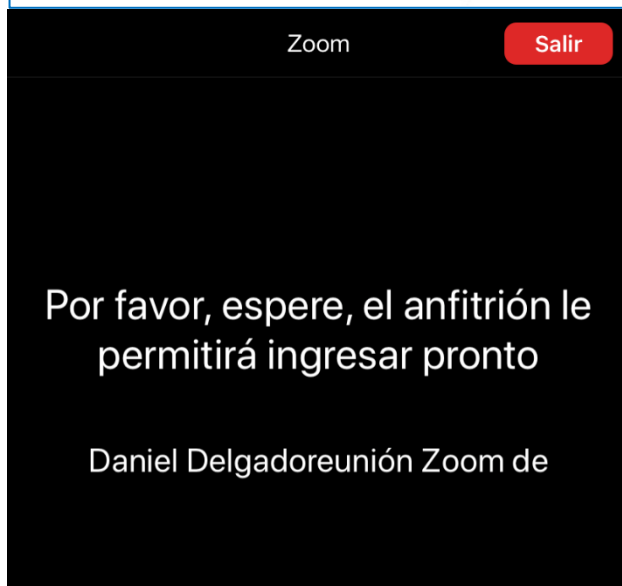 Zoom
Salir
Por favor, espere, el anfitrión le
permitirá ingresar pronto
Daniel Delgadoreunión Zoom de